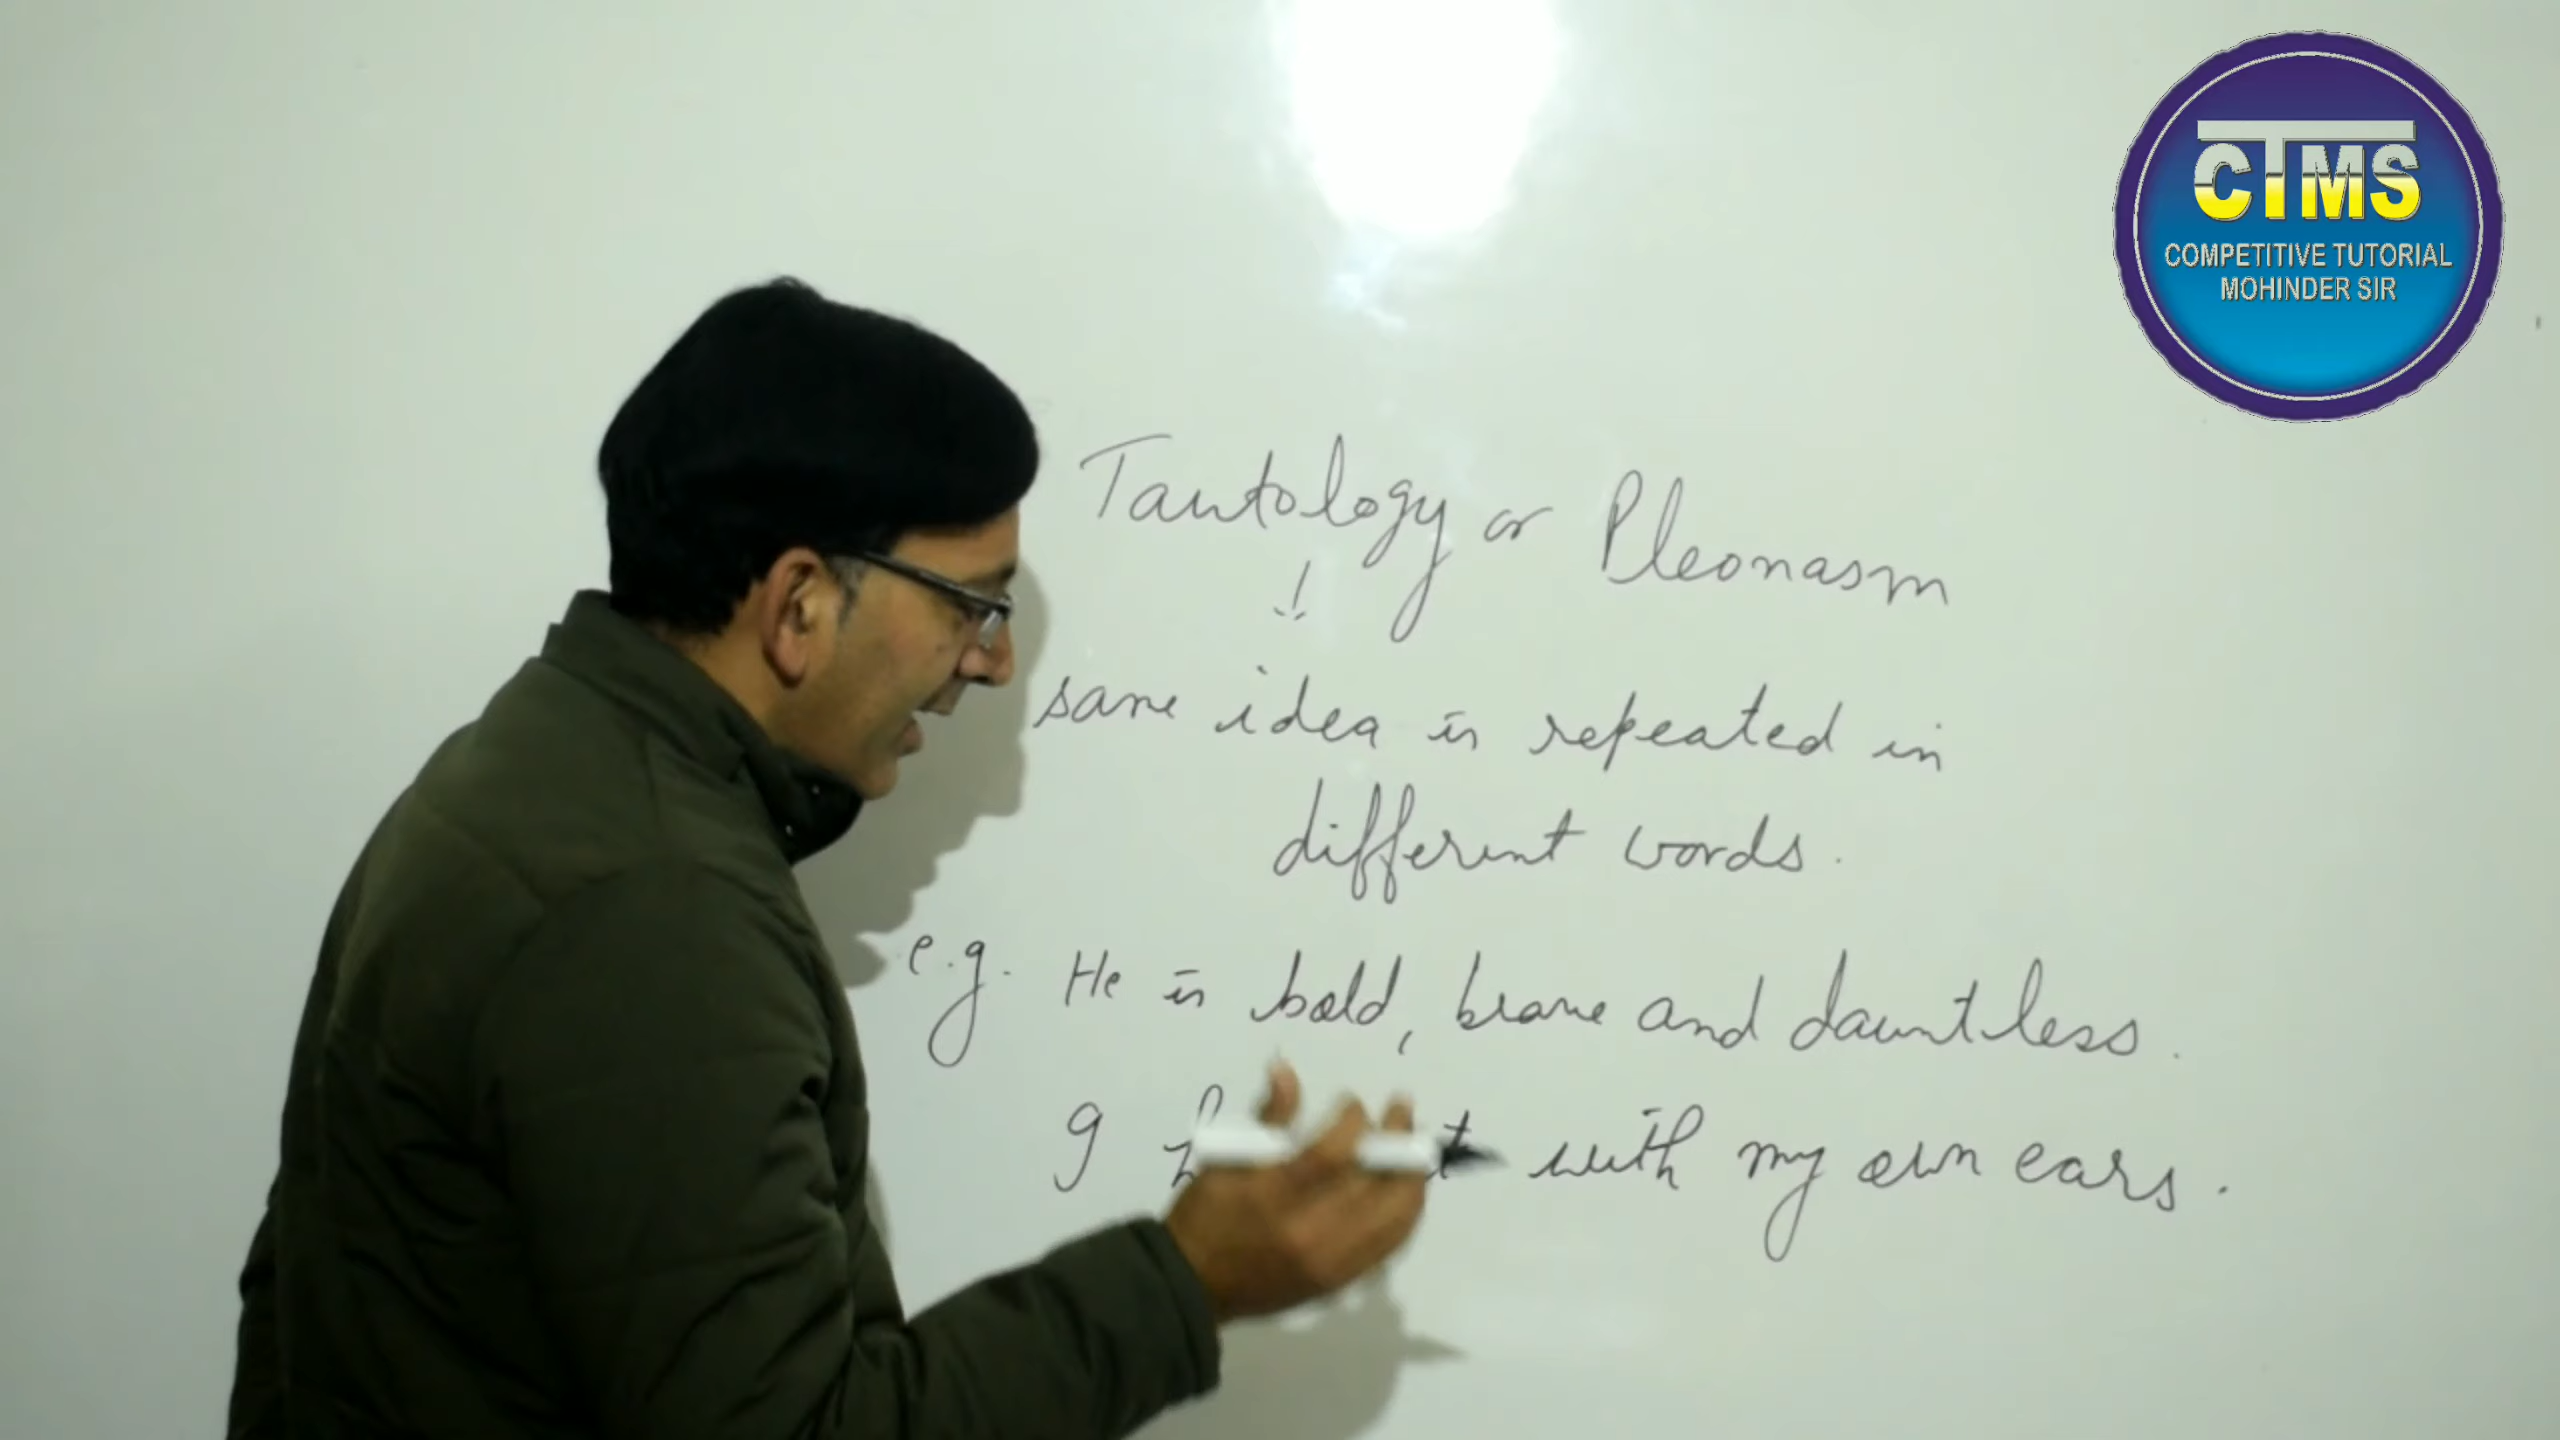 CTMS
COMPETITIVE TUTORIAL
MOHINDER SIR
Tautology or Pleonasm
same idea is repeated in
different words.
e.g. He is bold, brave and dauntless.
I with my own ears.